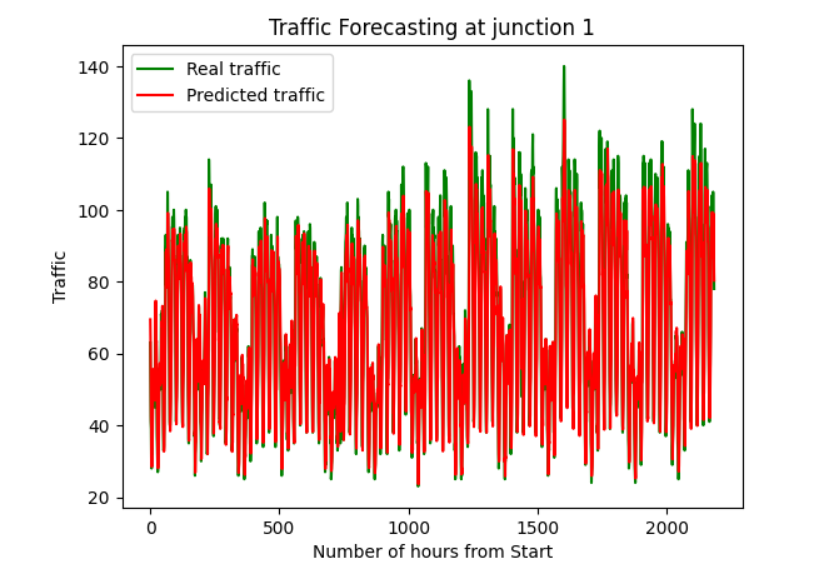 Traffic Forecasting at junction 1
Real traffic
Predicted traffic
140
120
100
80
60
40
20
Traffic
0 500 1000 1500 2000
Number of hours from Start